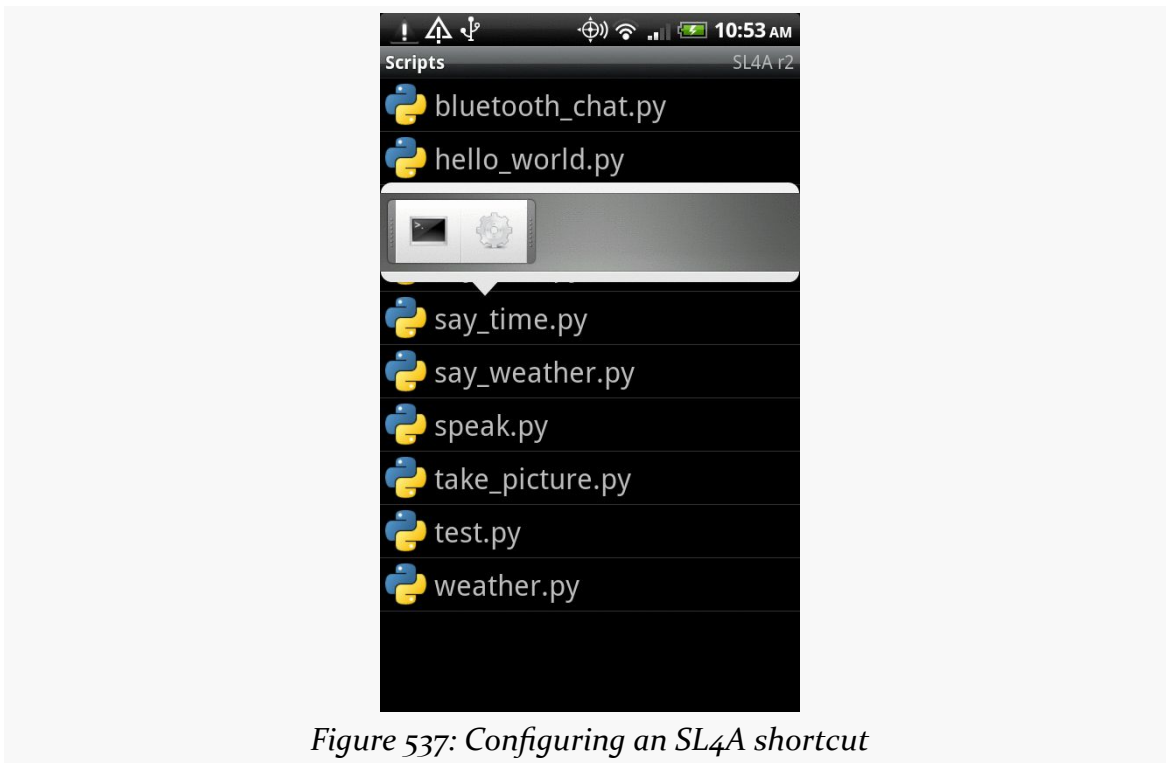 10:53 AM
Scripts SL4A r2
bluetooth_chat.py
hello_world.py
say_time.py
say_weather.py
speak.py
take_picture.py
test.py
weather.py
Figure 537: Configuring an SL4A shortcut